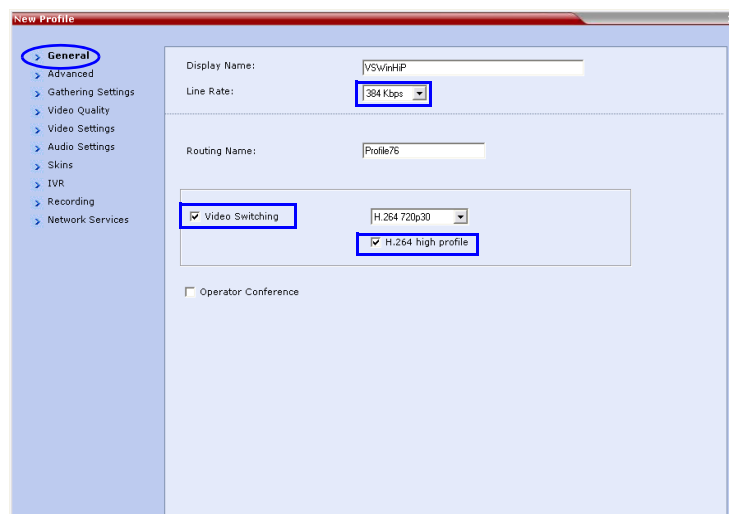 New Profile
General
Advanced
Gathering Settings
Video Quality
Video Settings
Audio Settings
Skins
IVR
Recording
Network Services
Display Name: VSWinHiP
Line Rate: 384 Kbps
Routing Name: Profile76
Video Switching H.264 720p30
H.264 high profile
Operator Conference